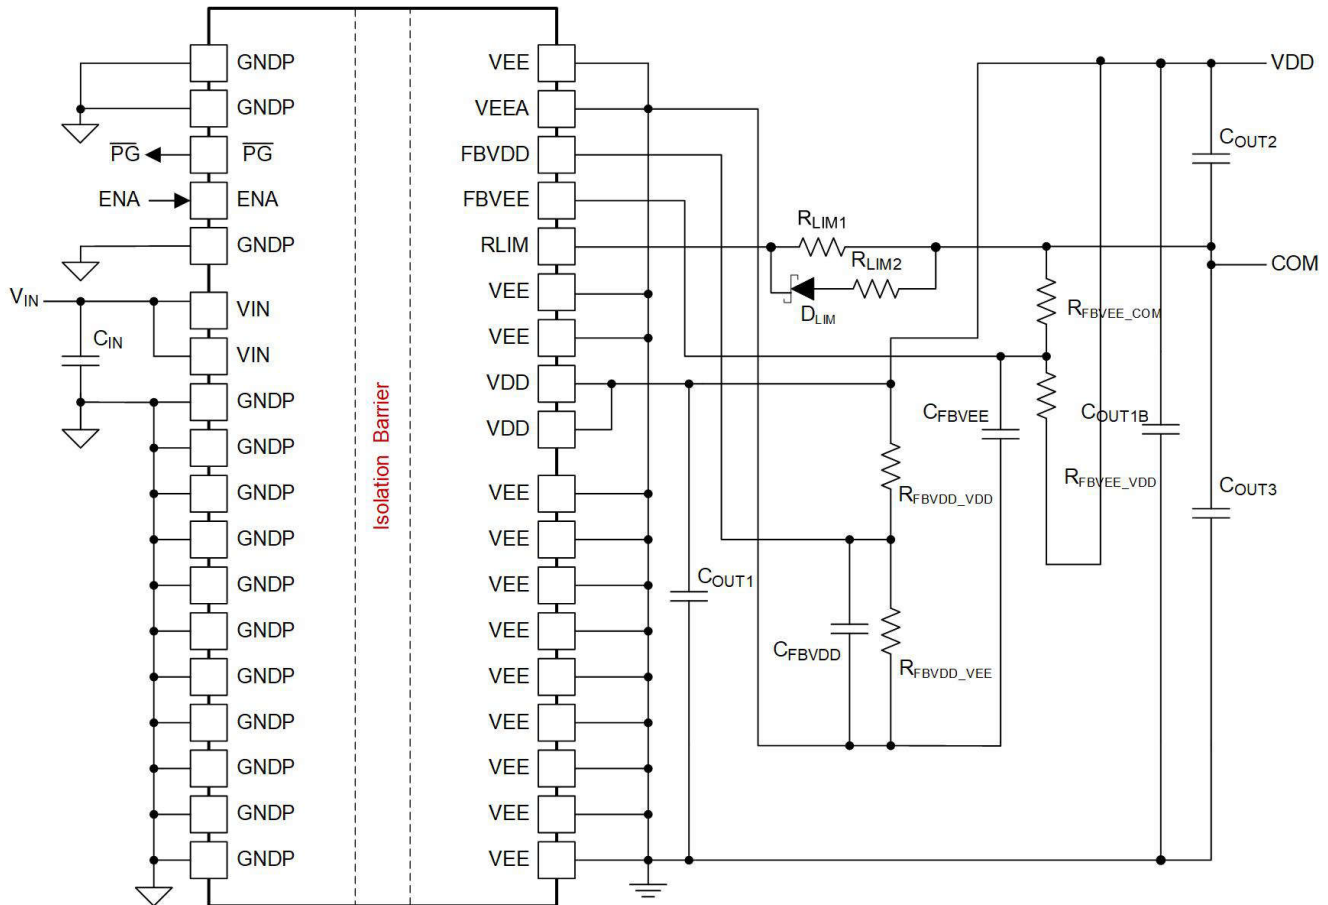 GNDP
GNDP
PG
PG
ENA
ENA
GNDP
VIN
VIN
CIN
VIN
GNDP
GNDP
GNDP
GNDP
GNDP
GNDP
GNDP
GNDP
GNDP
GNDP
GNDP
Isolation Barrier
VEE
VEEA
FBVDD
FBVEE
RLIM
VEE
VEE
VDD
VDD
VEE
VEE
VEE
VEE
VEE
VEE
VEE
VEE
VEE
RLIM1
RLIM2
DLIM
COUT1
CFBVDD
RFBVDD_VDD
RFBVDD_VEE
CFBVEE
RFBVEE_COM
RFBVEE_VDD
COUT1B
COUT2
COUT3
VDD
COM